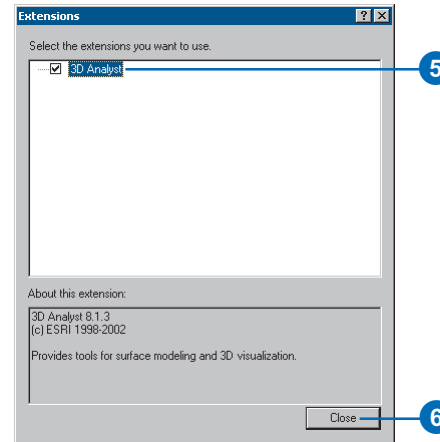 Extensions
Select the extensions you want to use.
3D Analyst
5
About this extension:
3D Analyst 8.1.3
(c) ESRI 1998-2002
Provides tools for surface modeling and 3D visualization.
Close
6